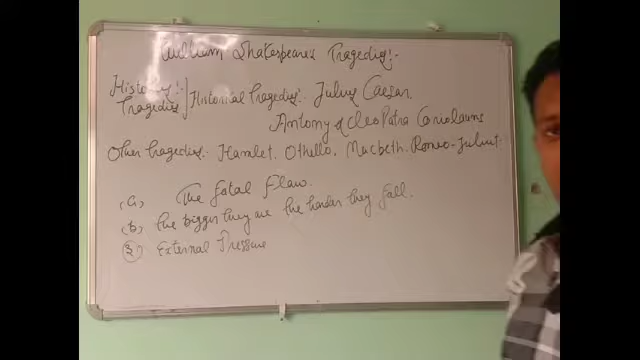 William Shakespeare's Tragedies:-
History:- Tragedies] Historical Tragedies: Julius Caesar,
Antony & Cleopatra Coriolanus
Other tragedies: Hamlet, Othello, Macbeth, Romeo-Juliet
(a) The Fatal Flaw.
(b) The bigger they are the harder they fall.
External Pressure